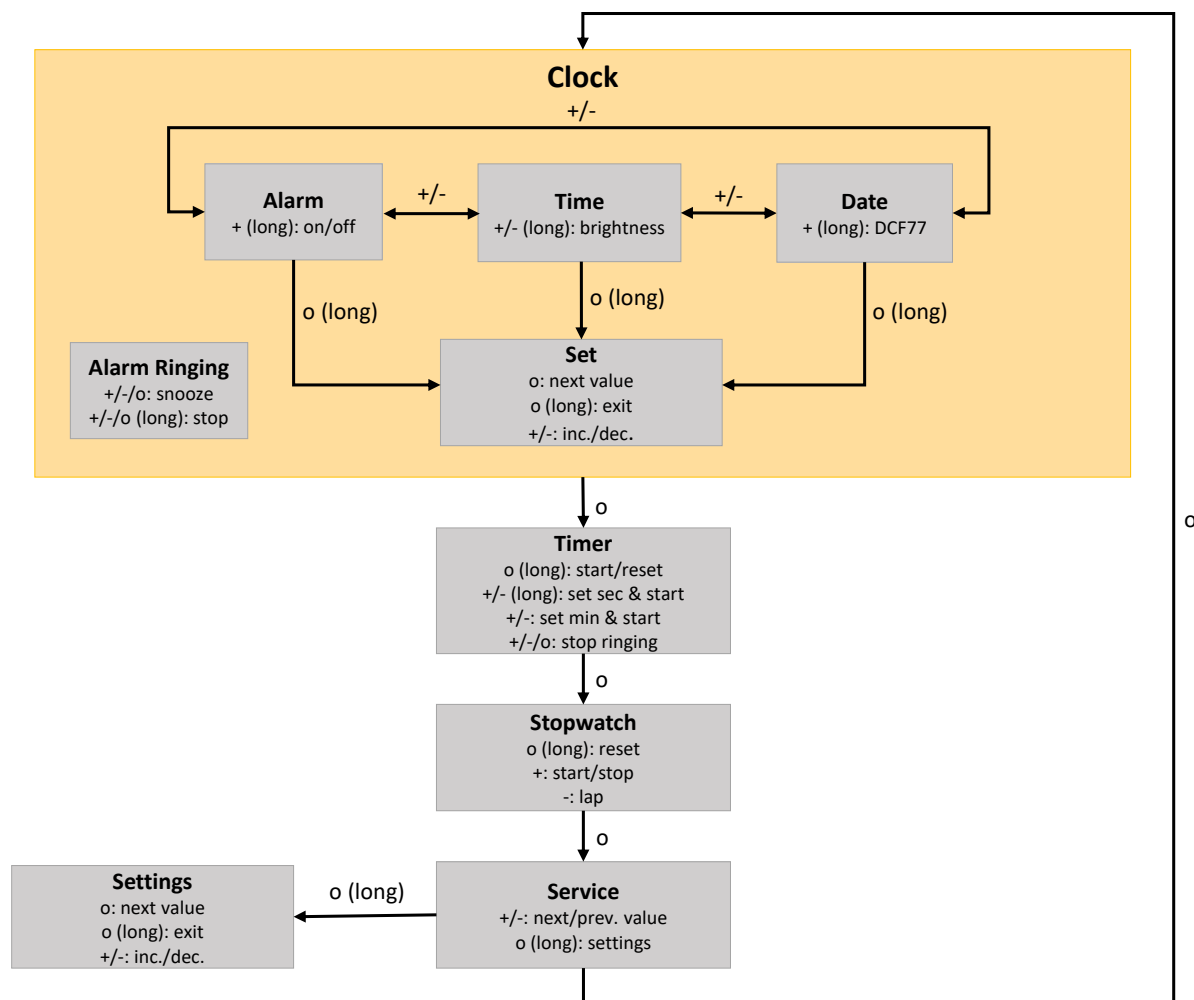 Clock
+/-
Alarm
+ (long): on/off
+/-
Time
+/- (long): brightness
+/-
Date
+ (long): DCF77
o (long)
o (long)
o (long)
Alarm Ringing
+/-/o: snooze
+/-/o (long): stop
Set
o: next value
o (long): exit
+/-: inc./dec.
o
o
Timer
o (long): start/reset
+/- (long): set sec & start
+/-: set min & start
+/-/o: stop ringing
o
Stopwatch
o (long): reset
+: start/stop
-: lap
o
Settings
o: next value
o (long): exit
+/-: inc./dec.
o (long)
Service
+/-: next/prev. value
o (long): settings